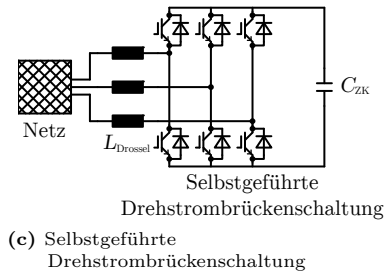 C_ZK
Netz
L_Drossel
Selbstgeführte
Drehstrombrückenschaltung
(c) Selbstgeführte
Drehstrombrückenschaltung